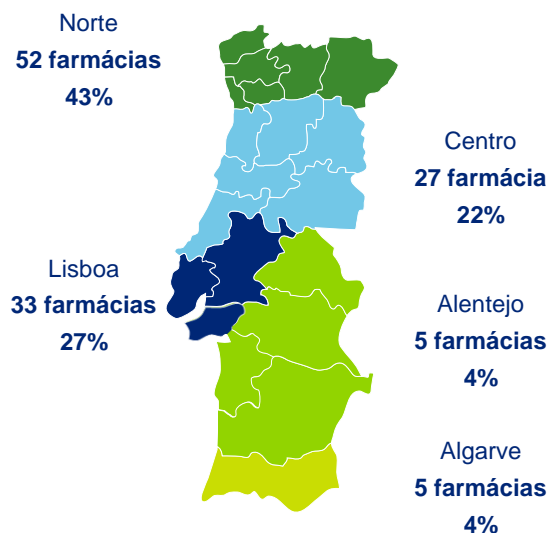 Norte
52 farmácias
43%
Centro
27 farmácia
22%
Lisboa
33 farmácias
27%
Alentejo
5 farmácias
4%
Algarve
5 farmácias
4%